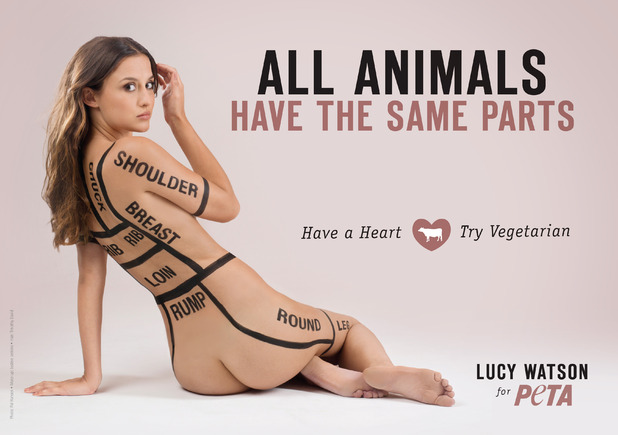 ALL ANIMALS
HAVE THE SAME PARTS
CHUCK
SHOULDER
BREAST
RIB
RIB
LOIN
RUMP
ROUND
LEG
Have a Heart Try Vegetarian
LUCY WATSON
for PETA